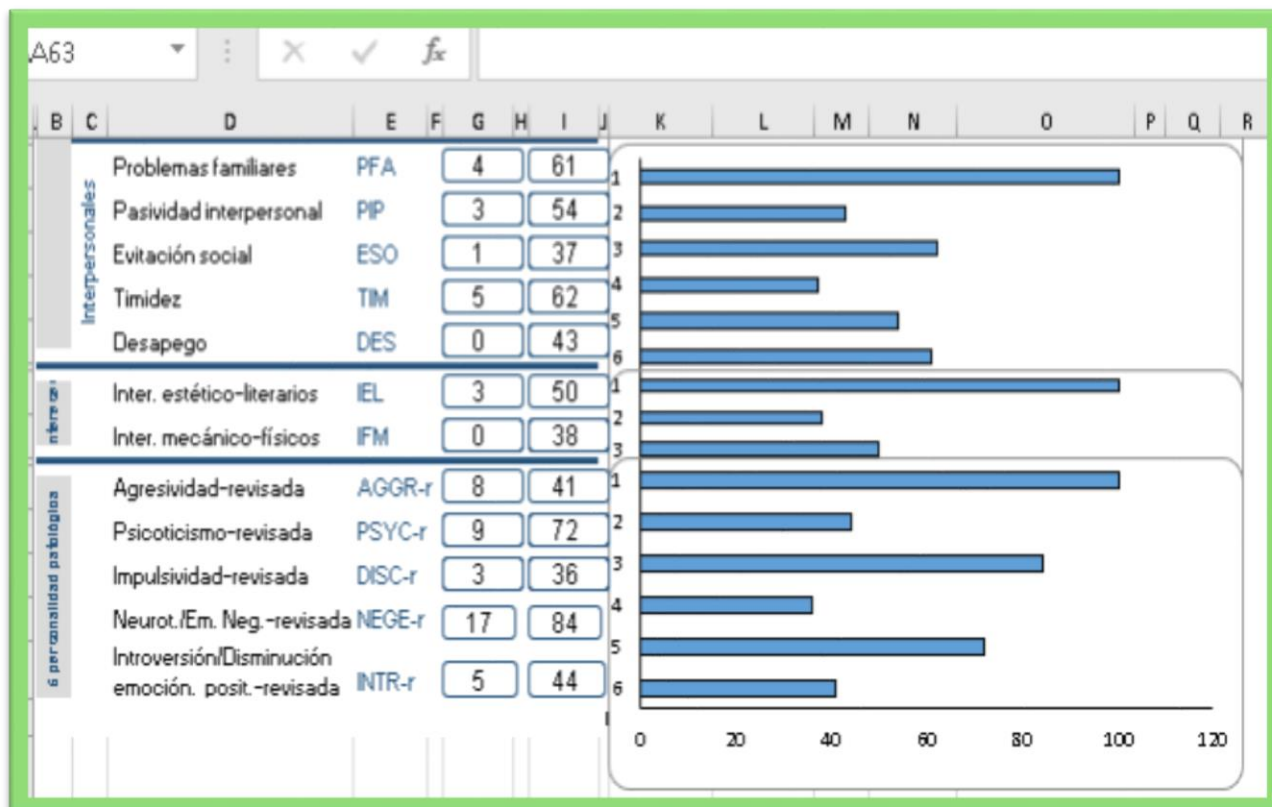 A63
fx
B C D E F G H I J K L M N O P Q R
Interpersonales
Problemas familiares PFA 4 61
Pasividad interpersonal PIP 3 54
Evitación social ESO 1 37
Timidez TIM 5 62
Desapego DES 0 43
1
2
3
4
5
6
Inter. estético-literarios IEL 3 50
Inter. mecánico-físicos IFM 0 38
1
2
3
6 personalidad patológica
Agresividad-revisada AGGR-r 8 41
Psicoticismo-revisada PSYC-r 9 72
Impulsividad-revisada DISC-r 3 36
Neurot./Em. Neg.-revisada NEGE-r 17 84
Introversión/Disminución
emoción. posit.-revisada INTR-r 5 44
1
2
3
4
5
6
0 20 40 60 80 100 120